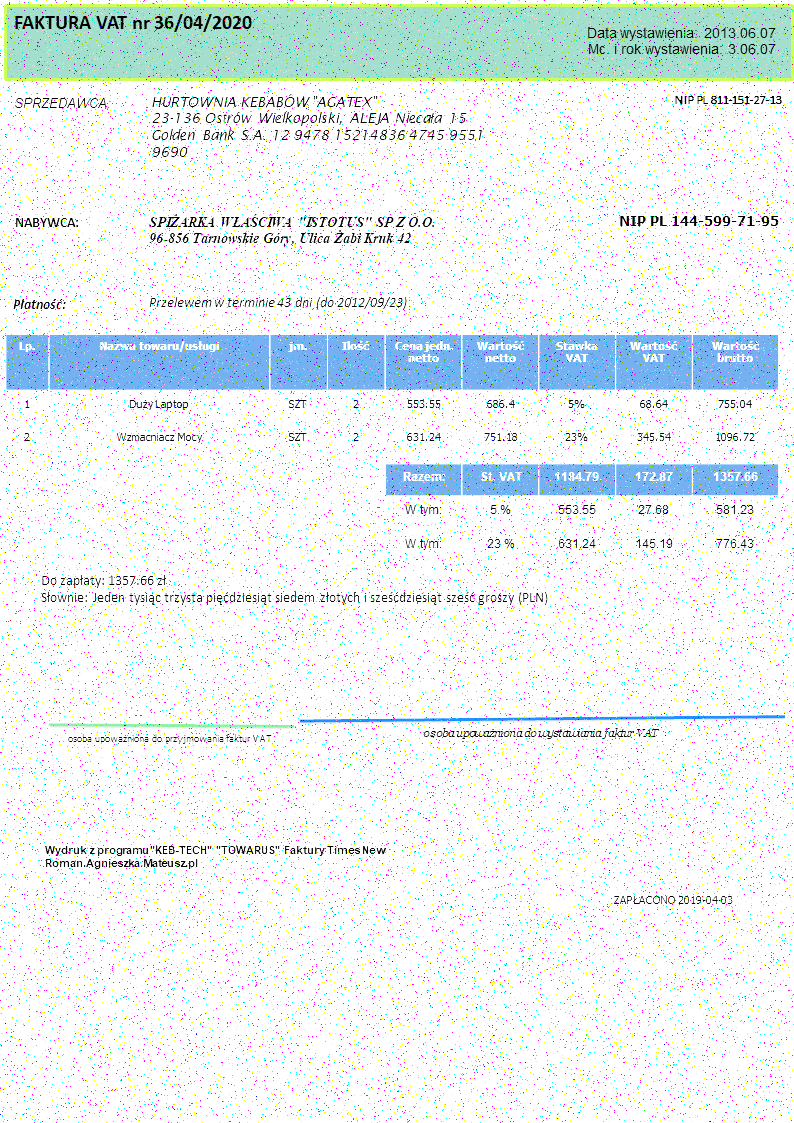 FAKTURA VAT nr 36/04/2020
Data wystawienia: 2013.06.07
Mc. i rok wystawienia: 3.06.07
SPRZEDAWCA: HURTOWNIA KEBABÓW "AGATEX" NIP PL 811-151-27-13
23-136 Ostrów Wielkopolski, ALEJA Niecała 15
Golden Bank S.A. 12 9478 15214836 4745 9551
9690
NABYWCA: SPIŻARKA WŁAŚCIWA "ISTOTUS" SP Z O.O. NIP PL 144-599-71-95
96-856 Tarnowskie Góry, Ulica Żabi Kruk 42
Płatność: Przelewem w terminie 43 dni (do 2012/09/23)
Lp. Nazwa towaru/usługi jm. Ilość Cena jedn. netto Wartość netto Stawka VAT Wartość VAT Wartość brutto
1 Duży Laptop SZT 2 553.55 686.4 5% 68.64 755.04
2 Wzmacniacz Mocy SZT 2 631.24 751.18 23% 345.54 1096.72
Razem: St. VAT 1184.79 172.87 1357.66
W tym: 5 % 553.55 27.68 581.23
W tym: 23 % 631.24 145.19 776.43
Do zapłaty: 1357.66 zł
Słownie: Jeden tysiąc trzysta pięćdziesiąt siedem złotych i sześćdziesiąt sześć groszy (PLN)
osoba upoważniona do przyjmowania faktur VAT
osoba upoważniona do wystawiania faktur VAT
Wydruk z programu "KEB-TECH" "TOWARUS" Faktury Times New
Roman.Agnieszka.Mateusz.pl
ZAPŁACONO 2019-04-03